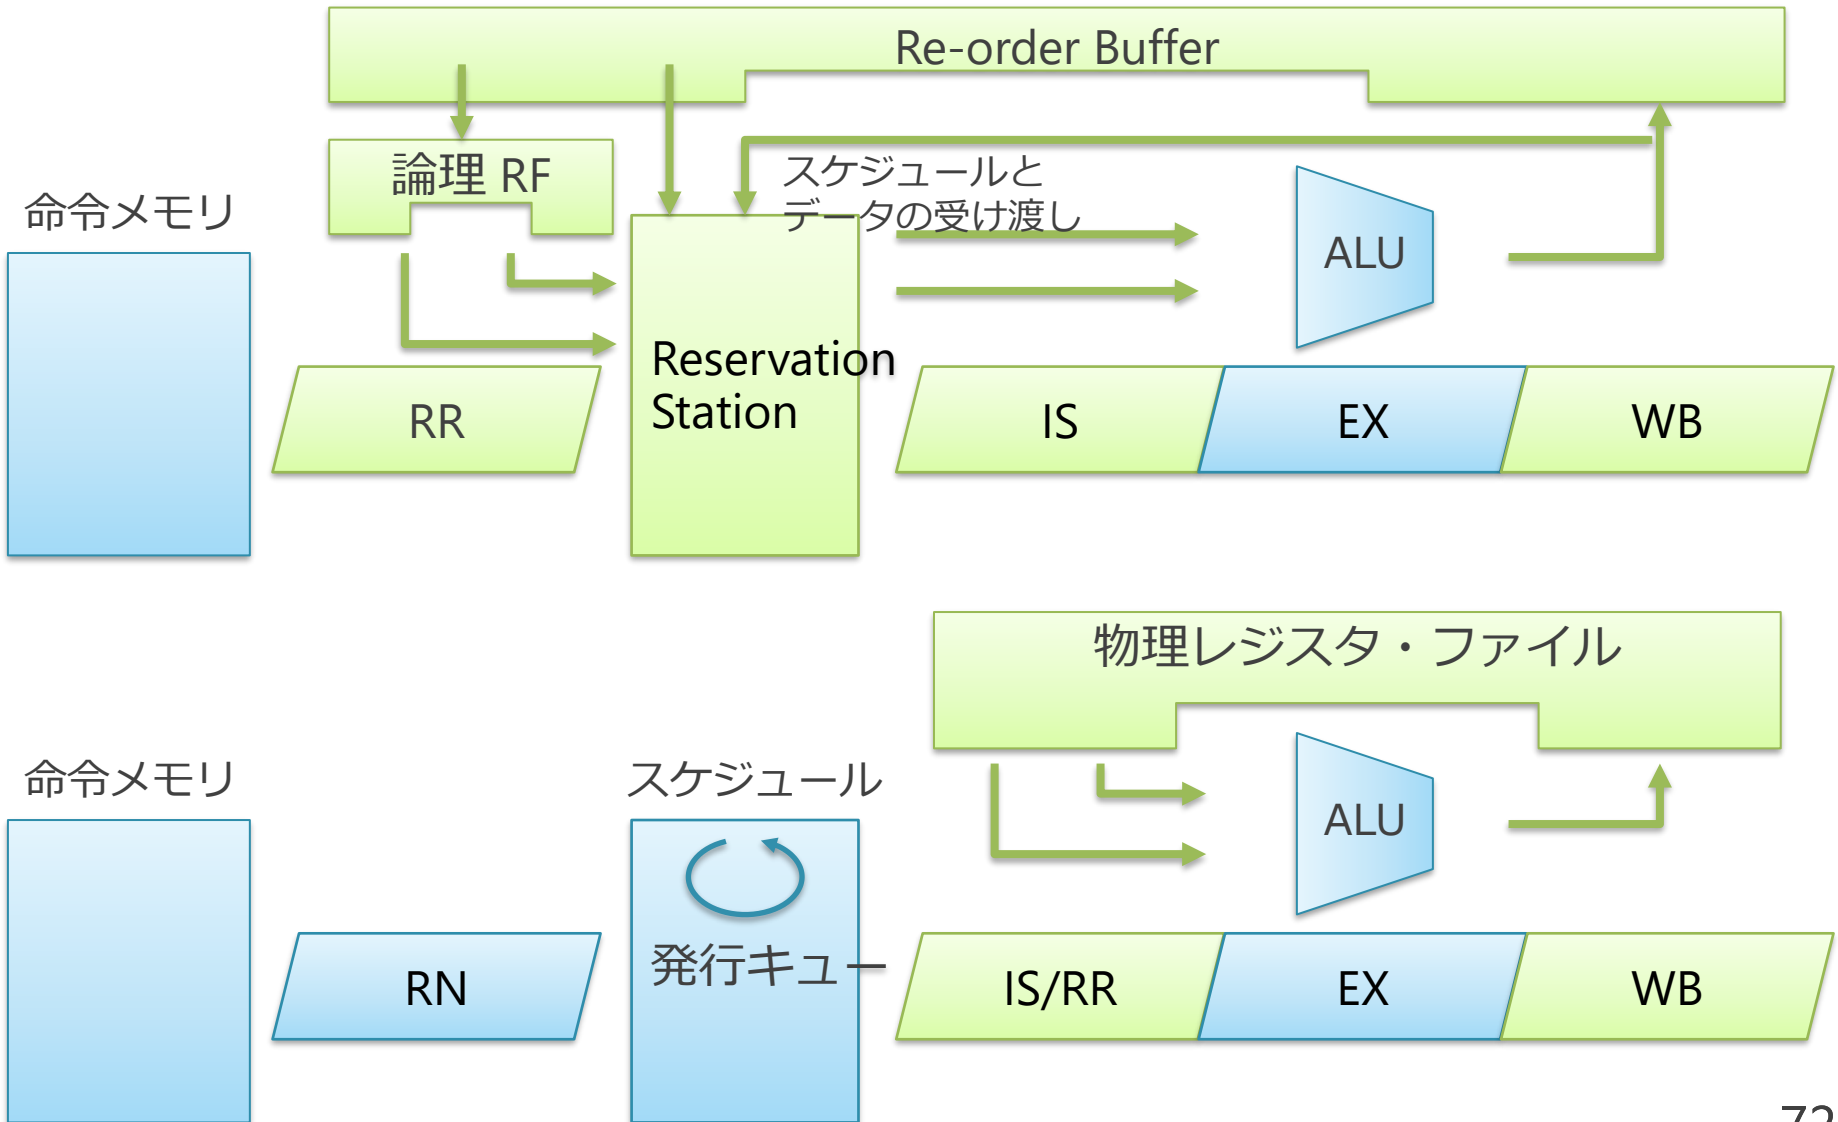 Re-order Buffer
論理 RF
命令メモリ
スケジュールと
データの受け渡し
ALU
Reservation
Station
RR
IS
EX
WB
物理レジスタ・ファイル
命令メモリ
スケジュール
ALU
発行キュー
RN
IS/RR
EX
WB
72